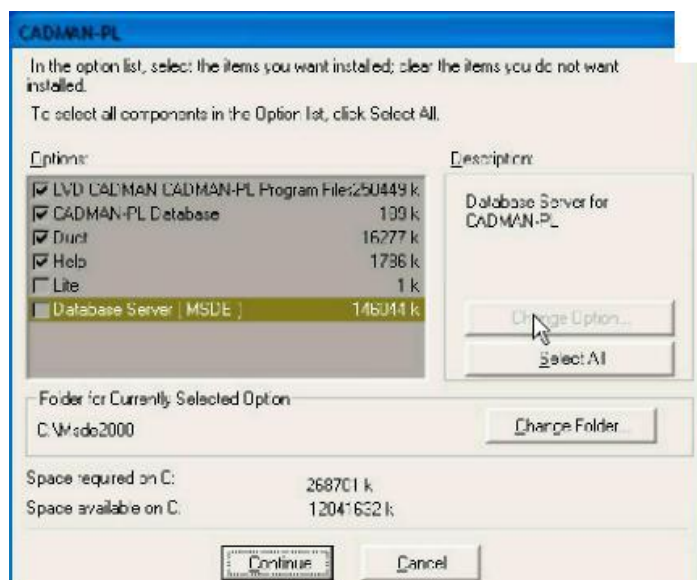 CADMAN-PL
In the option list, select the items you want installed; clear the items you do not want
installed.
To select all components in the Option list, click Select All.
Options:
Description:
LVD CADMAN CADMAN-PL Program Files 250449 k
CADMAN-PL Database 189 k
Duct 16277 k
Help 1786 k
Lite 1 k
Database Server ( MSDE ) 146044 k
Database Server for
CADMAN-PL
Change Option...
Select All
Folder for Currently Selected Option
C:\Msde2000
Change Folder...
Space required on C: 268701 k
Space available on C: 12041632 k
Continue
Cancel